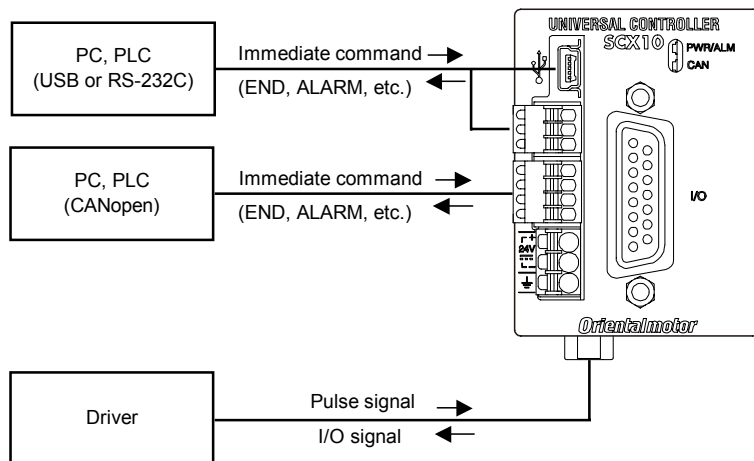 PC, PLC
(USB or RS-232C)
Immediate command
(END, ALARM, etc.)
PC, PLC
(CANopen)
Immediate command
(END, ALARM, etc.)
Driver
Pulse signal
I/O signal
UNIVERSAL CONTROLLER
SCX10
PWR/ALM
CAN
I/O
+
24V
-
Orientalmotor